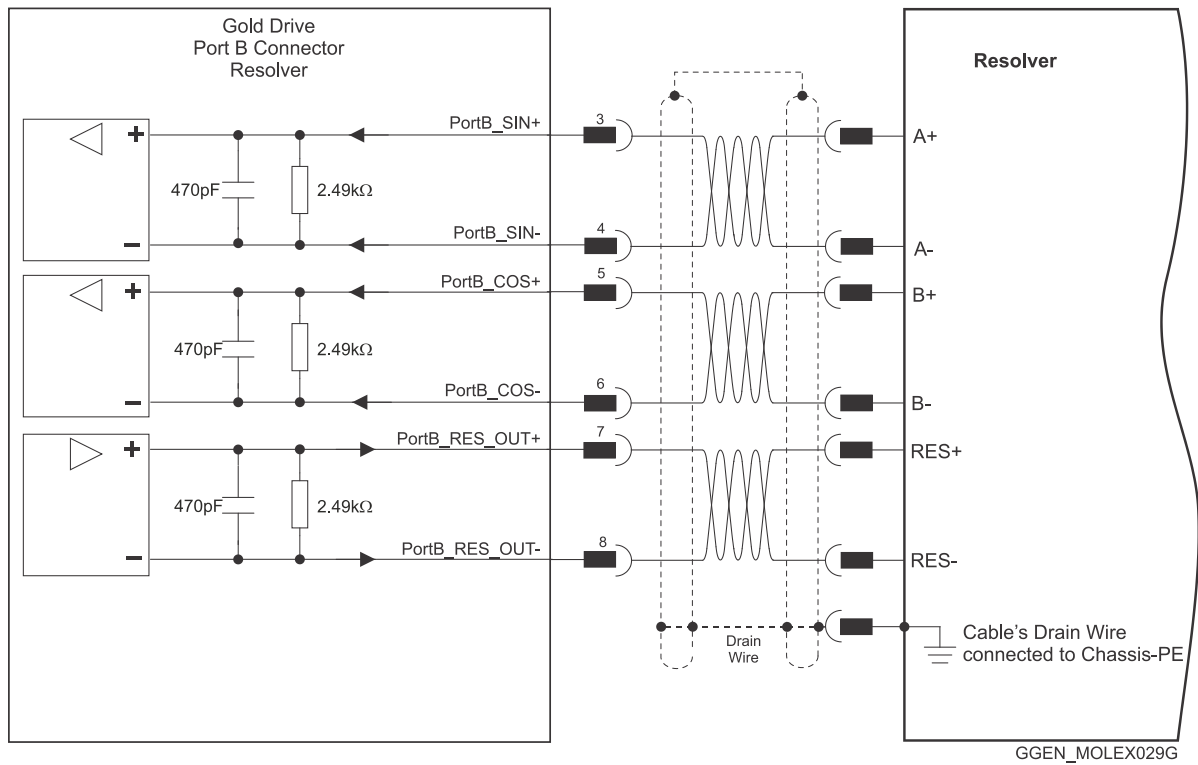 Gold Drive
Port B Connector
Resolver
Resolver
+
PortB_SIN+
3
A+
470pF
2.49kΩ
PortB_SIN-
4
–
A-
5
PortB_COS+
+
B+
470pF
2.49kΩ
PortB_COS-
6
–
B-
7
PortB_RES_OUT+
+
RES+
470pF
2.49kΩ
PortB_RES_OUT-
8
–
RES-
Drain
Wire
Cable's Drain Wire
connected to Chassis-PE
GGEN_MOLEX029G